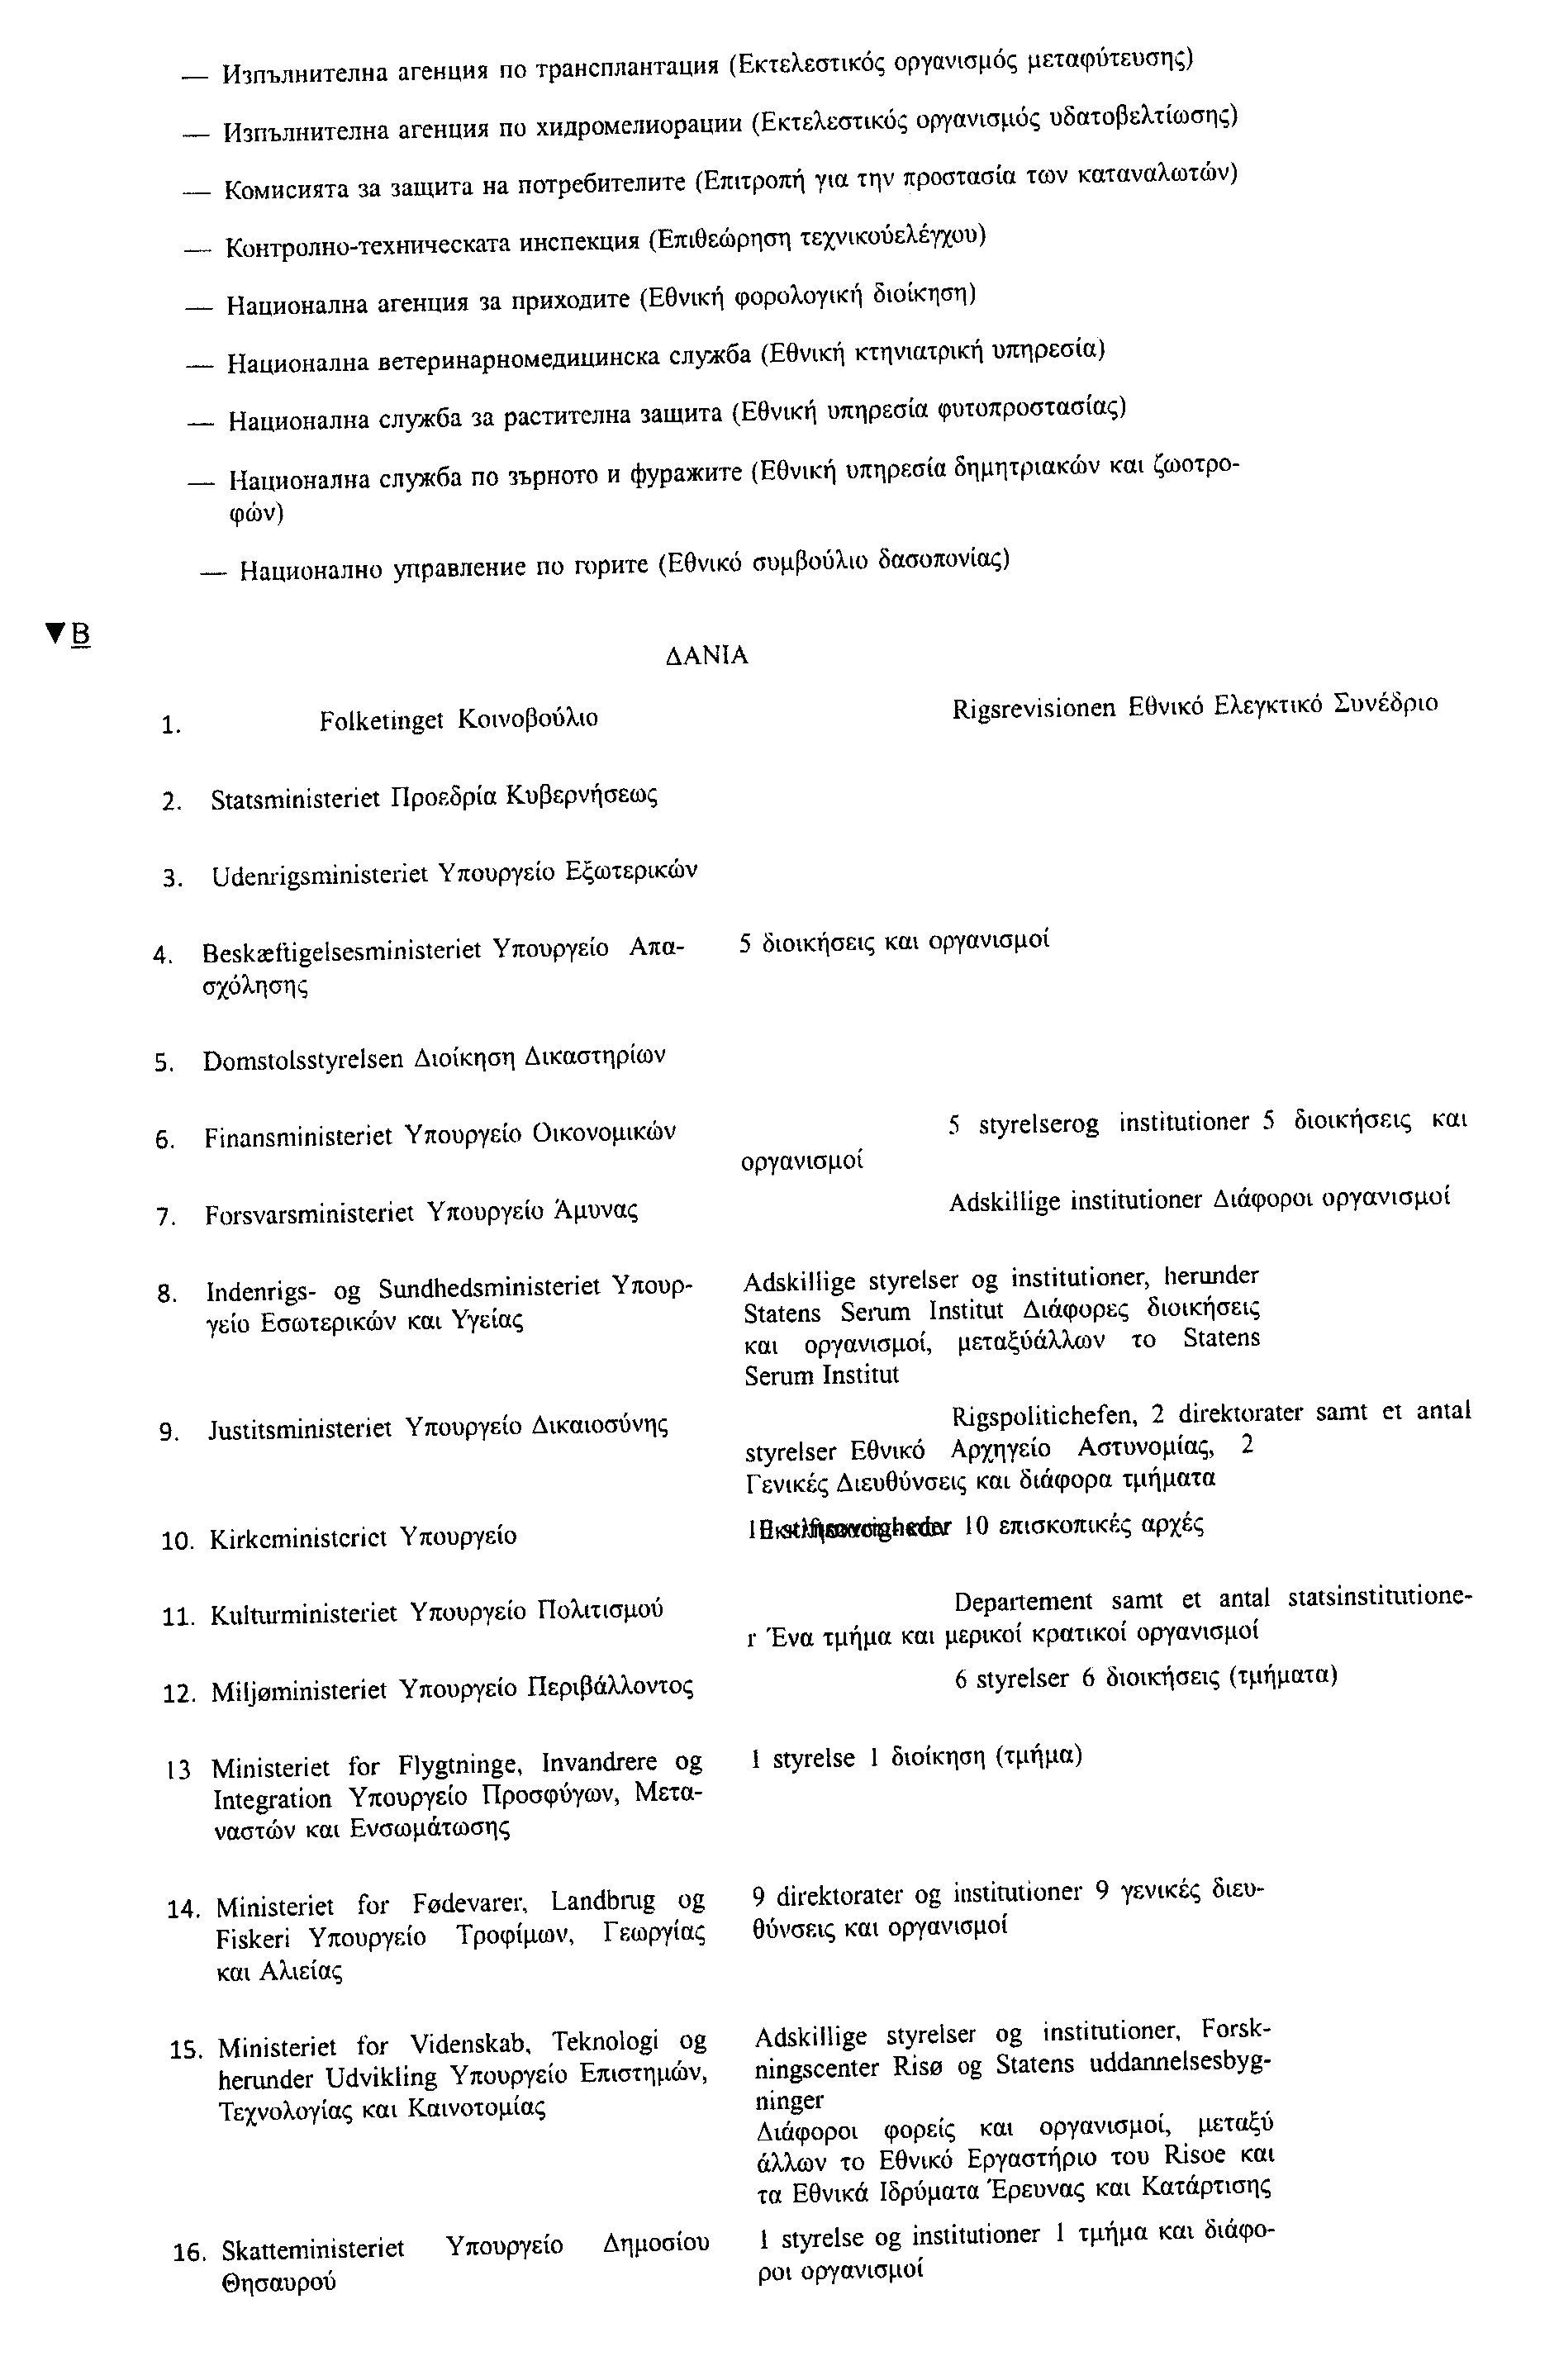 — Изпълнителна агенция по трансплантация (Εκτελεστικός οργανισμός μεταφύτευσης)
— Изпълнителна агенция по хидромелиорации (Εκτελεστικός οργανισμός υδατοβελτίωσης)
— Комисията за защита на потребителите (Επιτροπή για την προστασία των καταναλωτών)
— Контролно-техническата инспекция (Επιθεώρηση τεχνικούελέγχου)
— Национална агенция за приходите (Εθνική φορολογική διοίκηση)
— Национална ветеринарномедицинска служба (Εθνική κτηνιατρική υπηρεσία)
— Национална служба за растителна защита (Εθνική υπηρεσία φυτοπροστασίας)
— Национална служба по зърното и фуражите (Εθνική υπηρεσία δημητριακών και ζωοτρο-
φών)
— Национално управление по горите (Εθνικό συμβούλιο δασοπονίας)
▼B
ΔΑΝΙΑ
1. Folketinget Κοινοβούλιο Rigsrevisionen Εθνικό Ελεγκτικό Συνέδριο
2. Statsministeriet Προεδρία Κυβερνήσεως
3. Udenrigsministeriet Υπουργείο Εξωτερικών
4. Beskæftigelsesministeriet Υπουργείο Απα- 5 διοικήσεις και οργανισμοί
σχόλησης
5. Domstolsstyrelsen Διοίκηση Δικαστηρίων
6. Finansministeriet Υπουργείο Οικονομικών 5 styrelserog institutioner 5 διοικήσεις και
οργανισμοί
7. Forsvarsministeriet Υπουργείο Άμυνας Adskillige institutioner Διάφοροι οργανισμοί
8. Indenrigs- og Sundhedsministeriet Υπουρ-
γείο Εσωτερικών και Υγείας
Adskillige styrelser og institutioner, herunder
Statens Serum Institut Διάφορες διοικήσεις
και οργανισμοί, μεταξύάλλων το Statens
Serum Institut
9. Justitsministeriet Υπουργείο Δικαιοσύνης
Rigspolitichefen, 2 direktorater samt et antal
styrelser Εθνικό Αρχηγείο Αστυνομίας, 2
Γενικές Διευθύνσεις και διάφορα τμήματα
10. Kirkeministeriet Υπουργείο 10 επισκοπικές αρχές
11. Kulturministeriet Υπουργείο Πολιτισμού Departement samt et antal statsinstitutione-
r Ένα τμήμα και μερικοί κρατικοί οργανισμοί
12. Miljøministeriet Υπουργείο Περιβάλλοντος 6 styrelser 6 διοικήσεις (τμήματα)
13 Ministeriet for Flygtninge, Invandrere og 1 styrelse 1 διοίκηση (τμήμα)
Integration Υπουργείο Προσφύγων, Μετα-
ναστών και Ενσωμάτωσης
14. Ministeriet for Fødevarer, Landbrug og
Fiskeri Υπουργείο Τροφίμων, Γεωργίας
και Αλιείας
9 direktorater og institutioner 9 γενικές διευ-
θύνσεις και οργανισμοί
15. Ministeriet for Videnskab, Teknologi og
herunder Udvikling Υπουργείο Επιστημών,
Τεχνολογίας και Καινοτομίας
Adskillige styrelser og institutioner, Forsk-
ningscenter Risø og Statens uddannelsesbyg-
ninger
Διάφοροι φορείς και οργανισμοί, μεταξύ
άλλων το Εθνικό Εργαστήριο του Risoe και
τα Εθνικά Ιδρύματα Έρευνας και Κατάρτισης
16. Skatteministeriet Υπουργείο Δημοσίου
Θησαυρού
1 styrelse og institutioner 1 τμήμα και διάφο-
ροι οργανισμοί